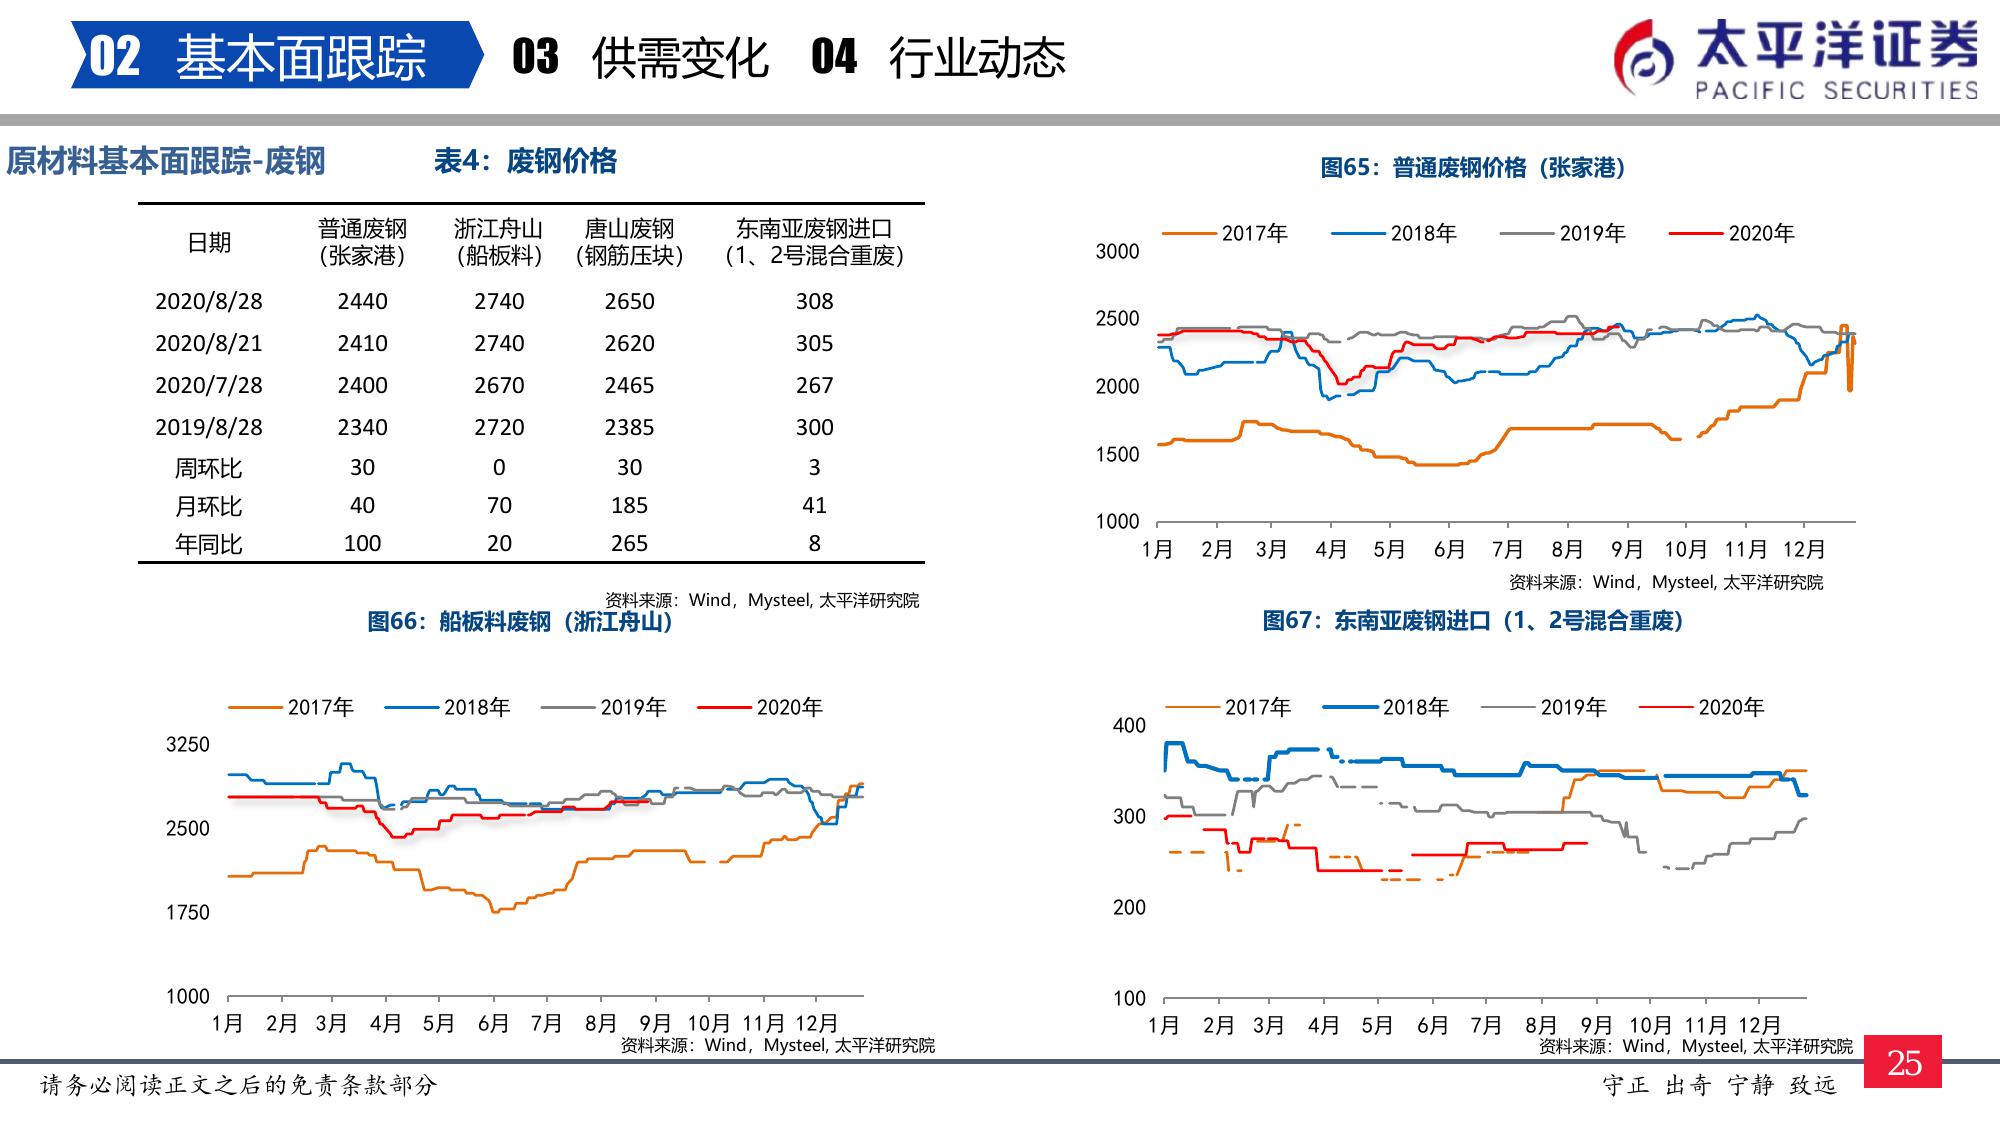 02 基本面跟踪 03 供需变化 04 行业动态
太平洋证券
PACIFIC SECURITIES
原材料基本面跟踪-废钢
表4：废钢价格
日期 普通废钢（张家港） 浙江舟山（船板料） 唐山废钢（钢筋压块） 东南亚废钢进口（1、2号混合重废）
2020/8/28 2440 2740 2650 308
2020/8/21 2410 2740 2620 305
2020/7/28 2400 2670 2465 267
2019/8/28 2340 2720 2385 300
周环比 30 0 30 3
月环比 40 70 185 41
年同比 100 20 265 8
资料来源：Wind，Mysteel, 太平洋研究院
图65：普通废钢价格（张家港）
2017年 2018年 2019年 2020年
3000
2500
2000
1500
1000
1月 2月 3月 4月 5月 6月 7月 8月 9月 10月 11月 12月
资料来源：Wind，Mysteel, 太平洋研究院
图66：船板料废钢（浙江舟山）
2017年 2018年 2019年 2020年
3250
2500
1750
1000
1月 2月 3月 4月 5月 6月 7月 8月 9月 10月 11月 12月
资料来源：Wind，Mysteel, 太平洋研究院
图67：东南亚废钢进口（1、2号混合重废）
2017年 2018年 2019年 2020年
400
300
200
100
1月 2月 3月 4月 5月 6月 7月 8月 9月 10月 11月 12月
资料来源：Wind，Mysteel, 太平洋研究院
请务必阅读正文之后的免责条款部分
守正 出奇 宁静 致远
25